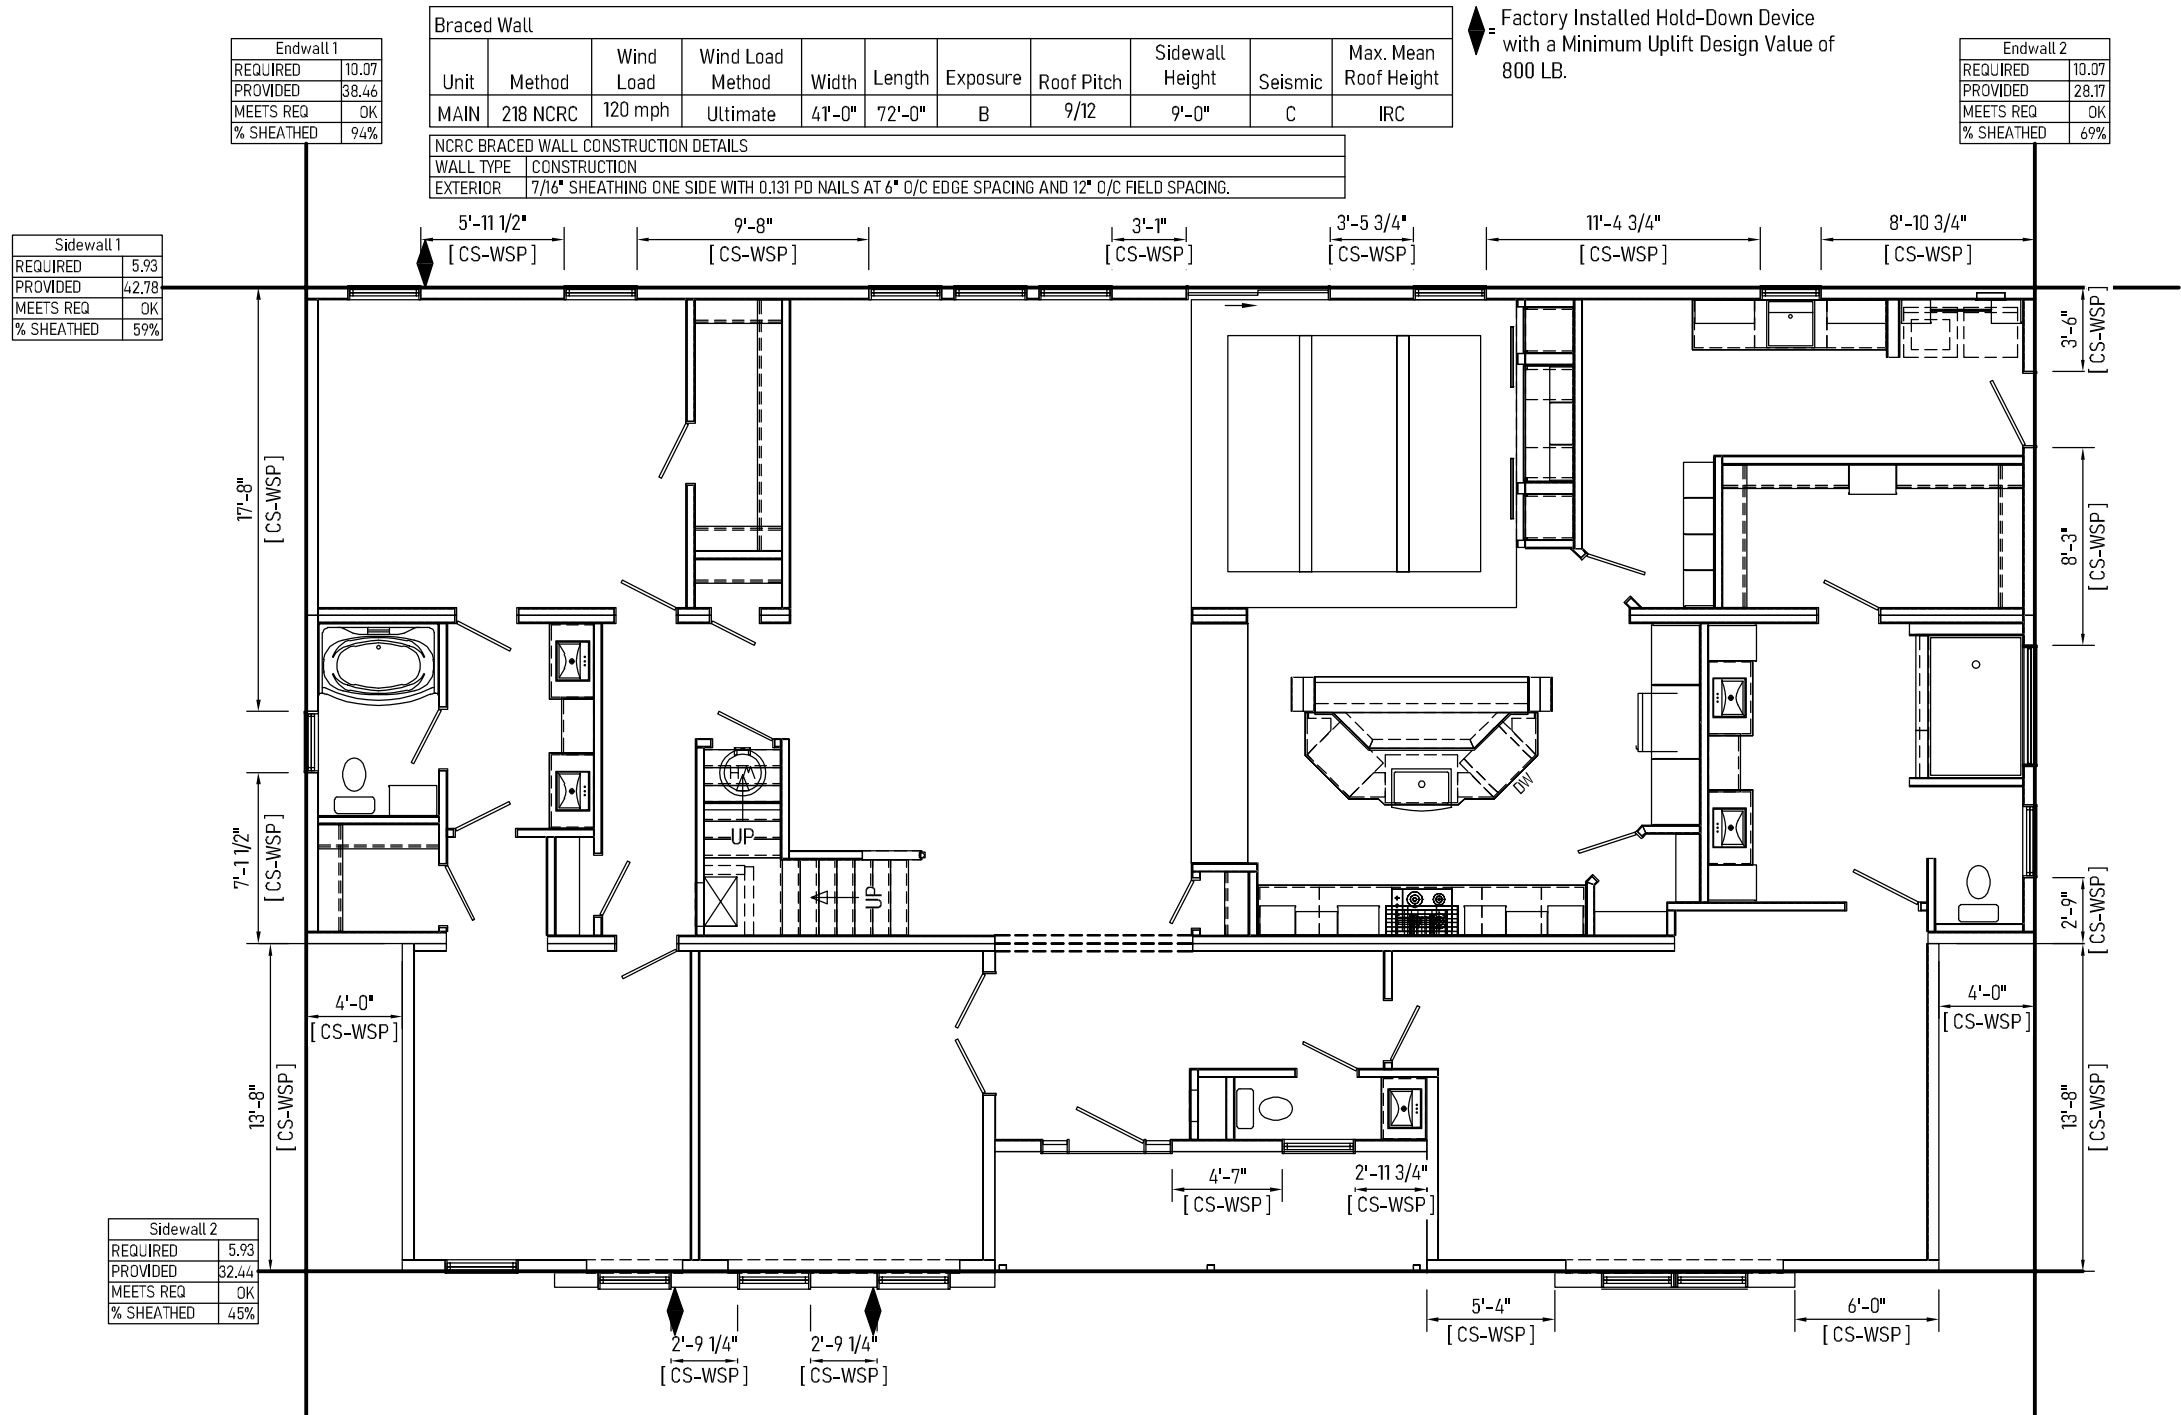 Braced Wall
Unit Method Wind Load Wind Load Method Width Length Exposure Roof Pitch Sidewall Height Seismic Max. Mean Roof Height
MAIN 218 NCRC 120 mph Ultimate 41'-0" 72'-0" B 9/12 9'-0" C IRC
NCRC BRACED WALL CONSTRUCTION DETAILS
WALL TYPE CONSTRUCTION
EXTERIOR 7/16" SHEATHING ONE SIDE WITH 0.131 PD NAILS AT 6" O/C EDGE SPACING AND 12" O/C FIELD SPACING.
= Factory Installed Hold-Down Device
with a Minimum Uplift Design Value of
800 LB.
Endwall 1
REQUIRED 10.07
PROVIDED 38.46
MEETS REQ OK
% SHEATHED 94%
Endwall 2
REQUIRED 10.07
PROVIDED 28.17
MEETS REQ OK
% SHEATHED 69%
Sidewall 1
REQUIRED 5.93
PROVIDED 42.78
MEETS REQ OK
% SHEATHED 59%
5'-11 1/2"
[CS-WSP]
9'-8"
[CS-WSP]
3'-1"
[CS-WSP]
3'-5 3/4"
[CS-WSP]
11'-4 3/4"
[CS-WSP]
8'-10 3/4"
[CS-WSP]
3'-6"
[CS-WSP]
17'-8"
[CS-WSP]
8'-3"
[CS-WSP]
WH
UP
UP
DW
7'-1 1/2"
[CS-WSP]
2'-9"
[CS-WSP]
4'-0"
[CS-WSP]
4'-0"
[CS-WSP]
13'-8"
[CS-WSP]
13'-8"
[CS-WSP]
4'-7"
[CS-WSP]
2'-11 3/4"
[CS-WSP]
Sidewall 2
REQUIRED 5.93
PROVIDED 32.44
MEETS REQ OK
% SHEATHED 45%
2'-9 1/4"
[CS-WSP]
2'-9 1/4"
[CS-WSP]
5'-4"
[CS-WSP]
6'-0"
[CS-WSP]